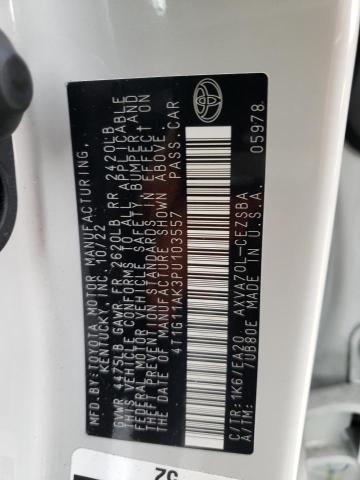 MFD.BY:TOYOTA MOTOR MANUFACTURING,
KENTUCKY, INC. 10/22
GVWR 4475LB GAWR FR 2620LB RR 2420LB
THIS VEHICLE CONFORMS TO ALL APPLICABLE
FEDERAL MOTOR VEHICLE SAFETY, BUMPER, AND
THEFT PREVENTION STANDARDS IN EFFECT ON
THE DATE OF MANUFACTURE SHOWN ABOVE.
4T1G11AK3PU103557 PASS.CAR
C/TR:1K6/EA20 AXVA70L-CEZSBA
A/TM: -/UB80E MADE IN U.S.A. 05978